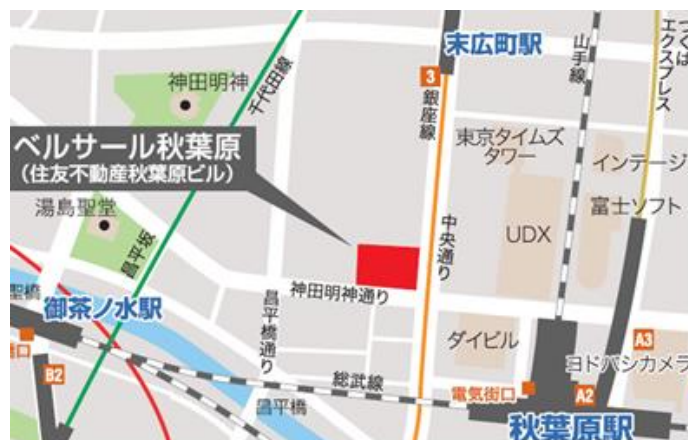 末広町駅
山手線
つくば
エクスプレス
神田明神
千代田線
3
銀座線
ベルサール秋葉原
(住友不動産秋葉原ビル)
東京タイムズ
タワー
インテージ
富士ソフト
湯島聖堂
昌平坂
中央通り
UDX
聖橋
御茶ノ水駅
神田明神通り
昌平橋通り
ダイビル
A3
ヨドバシカメラ
口
B2
総武線
電気街口
A2
昌平橋
秋葉原駅